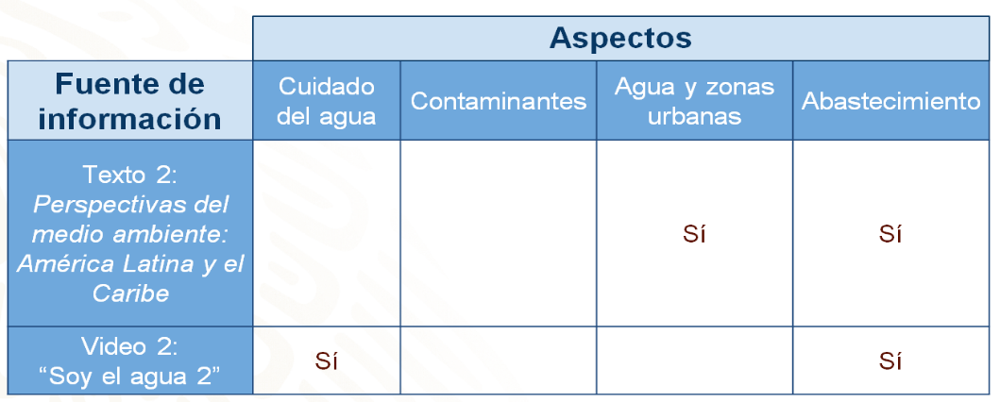 Aspectos
Fuente de
información
Cuidado
del agua
Contaminantes
Agua y zonas
urbanas
Abastecimiento
Texto 2:
Perspectivas del
medio ambiente:
América Latina y el
Caribe
Sí
Sí
Video 2:
“Soy el agua 2”
Sí
Sí